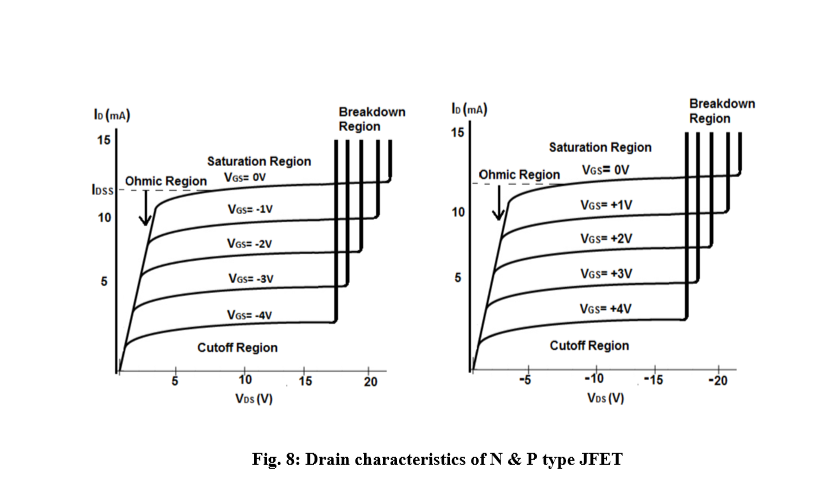 ID (mA)
Breakdown
Region
15
Saturation Region
Ohmic Region
VGS= 0V
IDSS
10
VGS= -1V
VGS= -2V
5
VGS= -3V
VGS= -4V
Cutoff Region
5
10
15
20
VDS (V)
ID (mA)
Breakdown
Region
15
Saturation Region
Ohmic Region
VGS= 0V
10
VGS= +1V
VGS= +2V
5
VGS= +3V
VGS= +4V
Cutoff Region
-5
-10
-15
-20
VDS (V)
Fig. 8: Drain characteristics of N & P type JFET